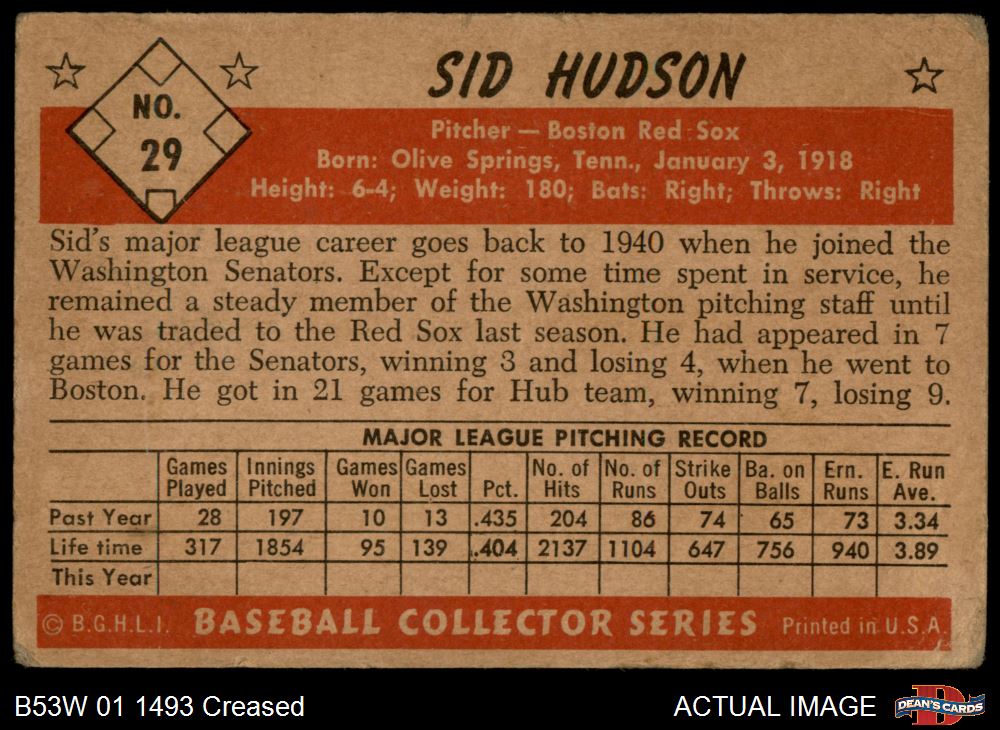 SID HUDSON
NO.
29
Pitcher — Boston Red Sox
Born: Olive Springs, Tenn., January 3, 1918
Height: 6-4; Weight: 180; Bats: Right; Throws: Right
Sid's major league career goes back to 1940 when he joined the
Washington Senators. Except for some time spent in service, he
remained a steady member of the Washington pitching staff until
he was traded to the Red Sox last season. He had appeared in 7
games for the Senators, winning 3 and losing 4, when he went to
Boston. He got in 21 games for Hub team, winning 7, losing 9.
MAJOR LEAGUE PITCHING RECORD
Games Played Innings Pitched Games Won Games Lost Pct. No. of Hits No. of Runs Strike Outs Ba. on Balls Ern. Runs E. Run Ave.
Past Year 28 197 10 13 .435 204 86 74 65 73 3.34
Life time 317 1854 95 139 .404 2137 1104 647 756 940 3.89
This Year
© B.G.H.L.I. BASEBALL COLLECTOR SERIES Printed in U.S.A.
B53W 01 1493 Creased ACTUAL IMAGE DEAN'S CARDS